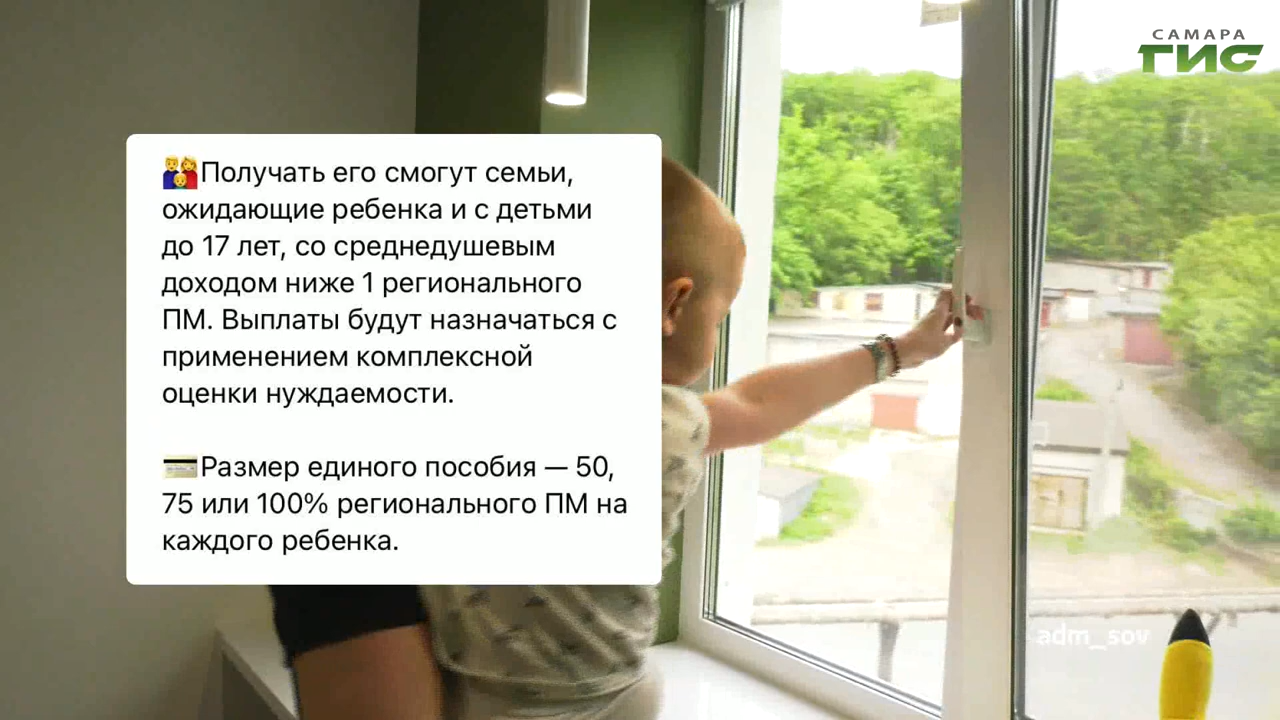 САМАРА
ГИС
👨‍👩‍👦Получать его смогут семьи,
ожидающие ребенка и с детьми
до 17 лет, со среднедушевым
доходом ниже 1 регионального
ПМ. Выплаты будут назначаться с
применением комплексной
оценки нуждаемости.
💳Размер единого пособия — 50,
75 или 100% регионального ПМ на
каждого ребенка.
adm_sov